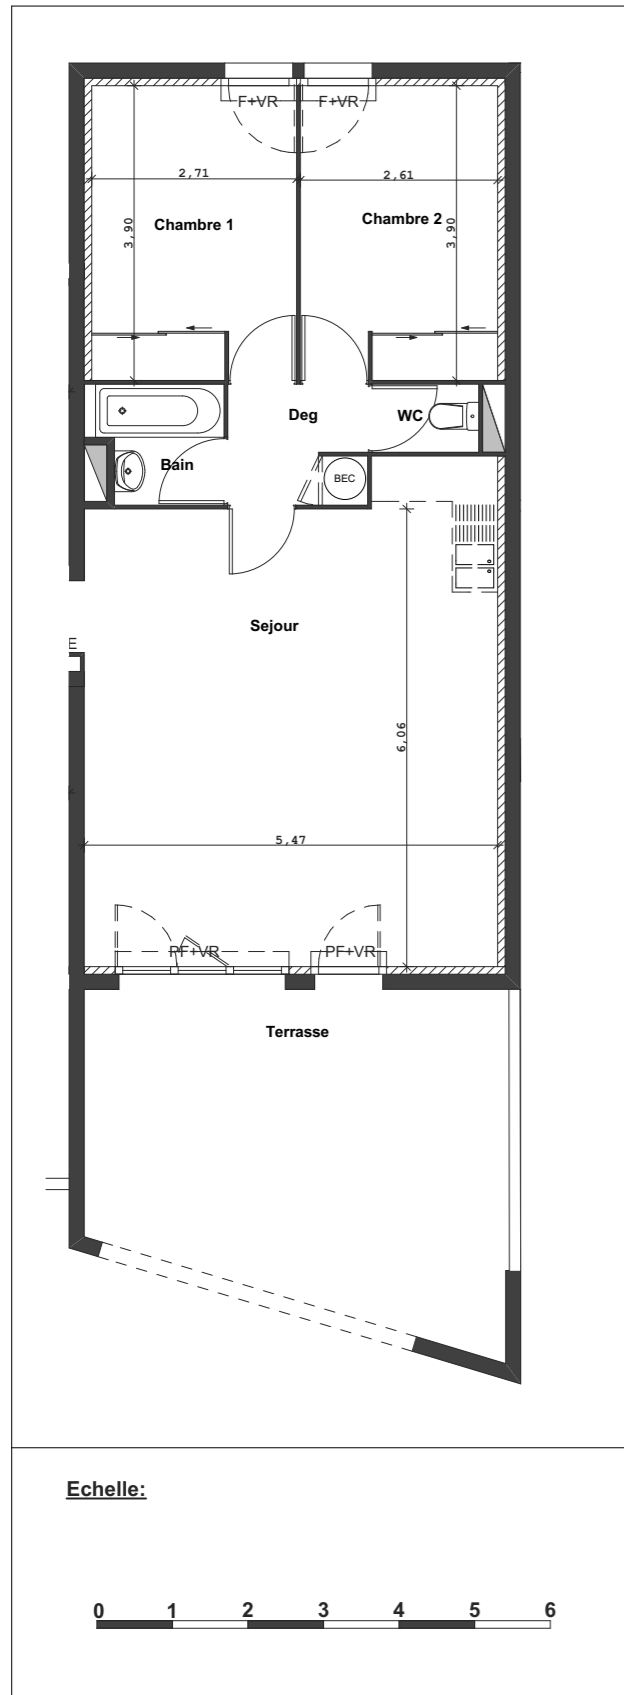 F+VR F+VR
2,71
2,61
Chambre 1
Chambre 2
3,90
3,90
Deg
WC
Bain
BEC
Sejour
E
6,06
5,47
PF+VR
PF+VR
Terrasse
Echelle:
0 1 2 3 4 5 6